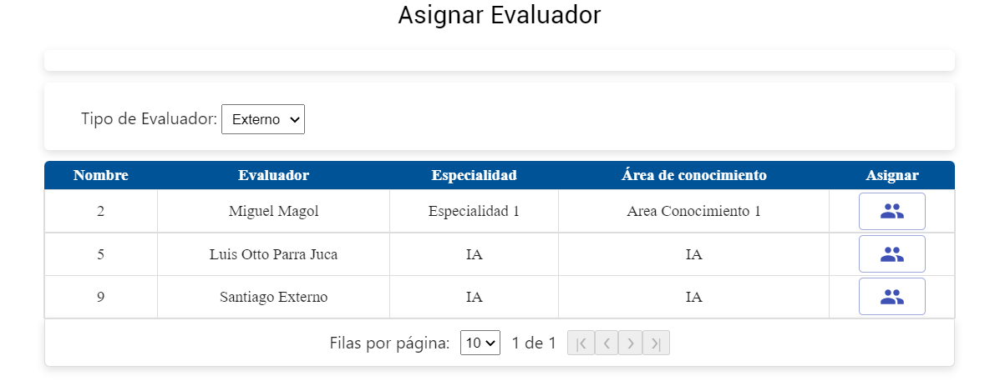 Asignar Evaluador
Tipo de Evaluador: Externo
Nombre Evaluador Especialidad Área de conocimiento Asignar
2 Miguel Magol Especialidad 1 Area Conocimiento 1
5 Luis Otto Parra Juca IA IA
9 Santiago Externo IA IA
Filas por página: 10 1 de 1